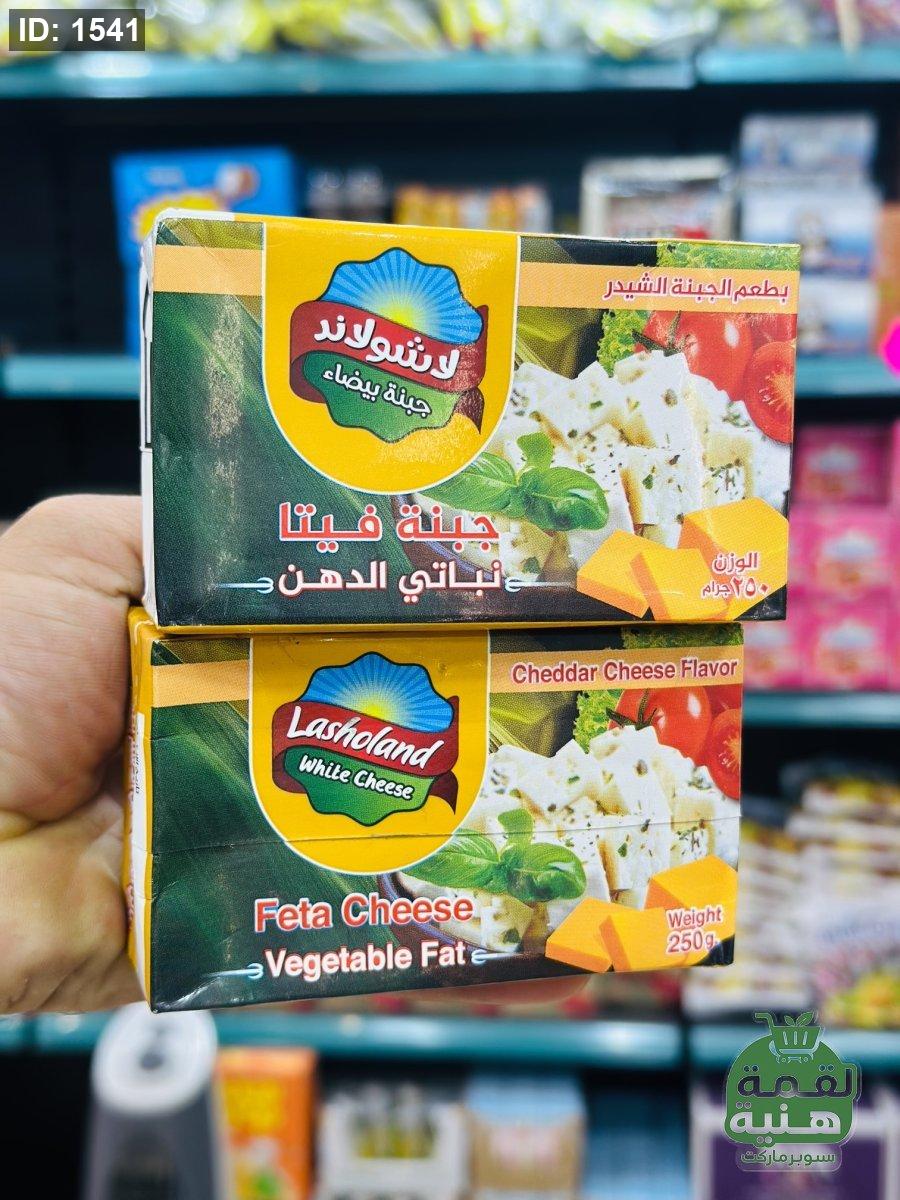 ID: 1541
بطعم الجبنة الشيدر
لاشولاند
جبنة بيضاء
جبنة فيتا
نباتي الدهن
الوزن
٢٥٠ جرام
Cheddar Cheese Flavor
Lasholand
White Cheese
Feta Cheese
Vegetable Fat
Weight
250g.
لقمة
هنية
سوبرماركت